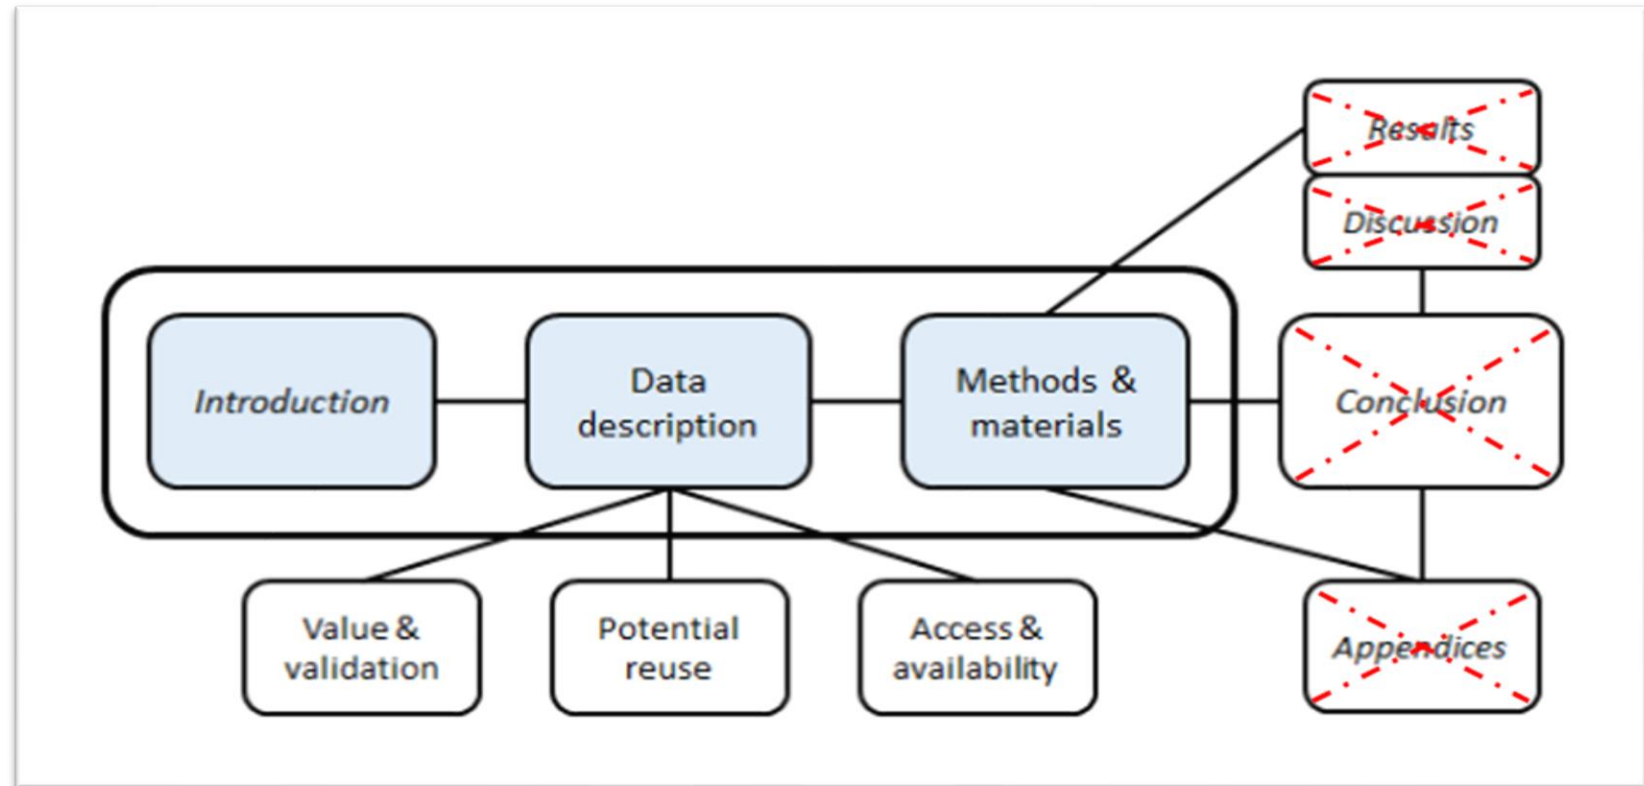 Results
Discussion
Introduction
Data
description
Methods &
materials
Conclusion
Value &
validation
Potential
reuse
Access &
availability
Appendices